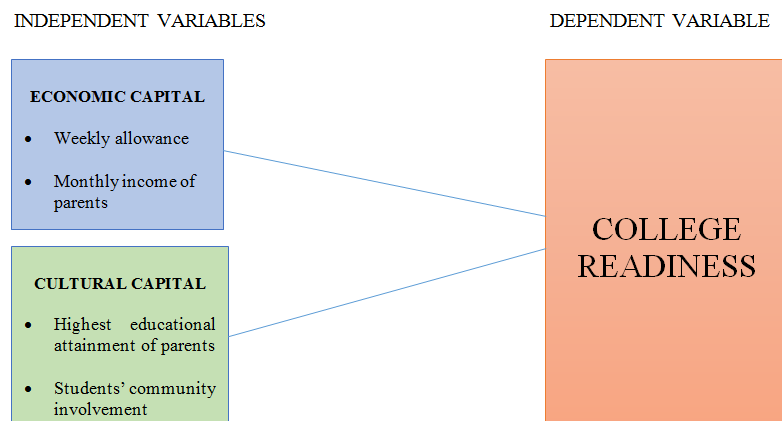 INDEPENDENT VARIABLES
DEPENDENT VARIABLE
ECONOMIC CAPITAL
• Weekly allowance
• Monthly income of
parents
CULTURAL CAPITAL
• Highest educational
attainment of parents
• Students’ community
involvement
COLLEGE
READINESS